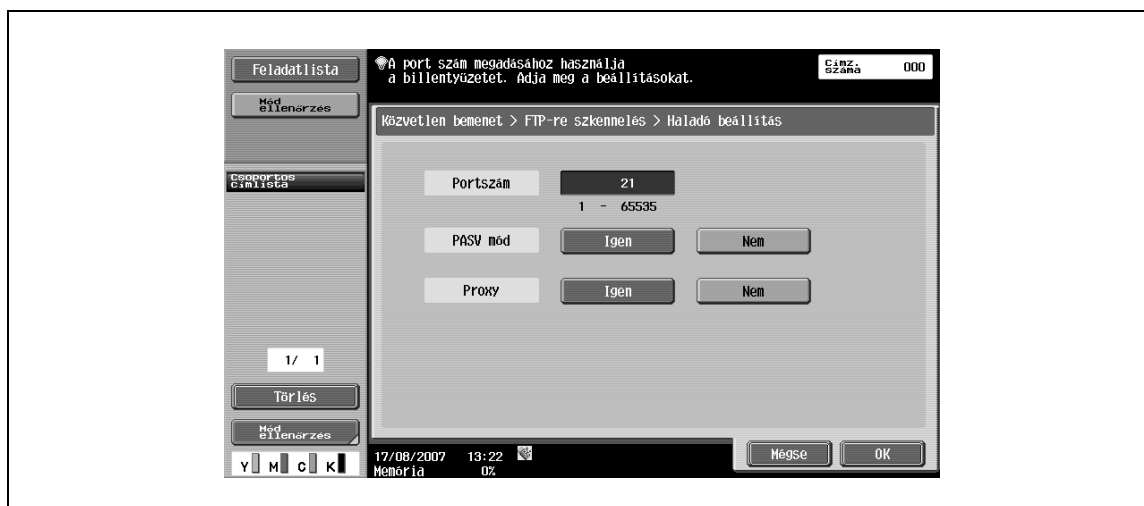 Feladatlista
Mód
ellenőrzés
Csoportos
Címlista
1/ 1
Törlés
Mód
ellenőrzés
Y M C K
A port szám megadásához használja
a billentyűzetet. Adja meg a beállításokat.
Címz.
száma 000
Közvetlen bemenet > FTP-re szkennelés > Haladó beállítás
Portszám 21
1 - 65535
PASV mód Igen Nem
Proxy Igen Nem
17/08/2007 13:22
Memória 0%
Mégse OK